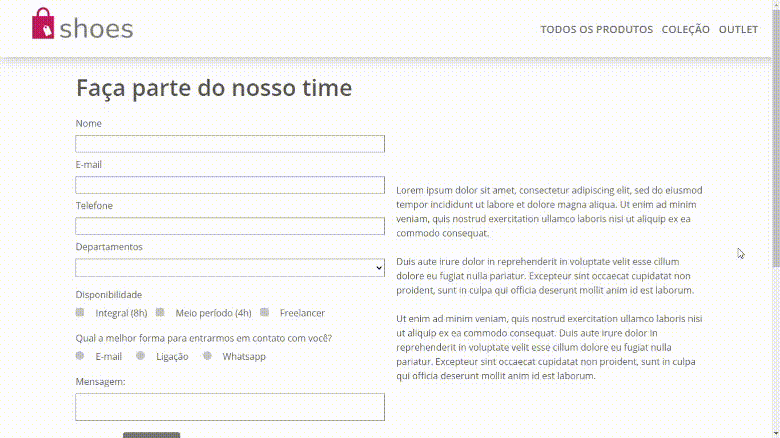 shoes
TODOS OS PRODUTOS COLEÇÃO OUTLET
Faça parte do nosso time
Nome
E-mail
Telefone
Departamentos
Disponibilidade
Integral (8h) Meio período (4h) Freelancer
Qual a melhor forma para entrarmos em contato com você?
E-mail Ligação Whatsapp
Mensagem:
Lorem ipsum dolor sit amet, consectetur adipiscing elit, sed do eiusmod
tempor incididunt ut labore et dolore magna aliqua. Ut enim ad minim
veniam, quis nostrud exercitation ullamco laboris nisi ut aliquip ex ea
commodo consequat.
Duis aute irure dolor in reprehenderit in voluptate velit esse cillum
dolore eu fugiat nulla pariatur. Excepteur sint occaecat cupidatat non
proident, sunt in culpa qui officia deserunt mollit anim id est laborum.
Ut enim ad minim veniam, quis nostrud exercitation ullamco laboris nisi
ut aliquip ex ea commodo consequat. Duis aute irure dolor in
reprehenderit in voluptate velit esse cillum dolore eu fugiat nulla
pariatur. Excepteur sint occaecat cupidatat non proident, sunt in culpa
qui officia deserunt mollit anim id est laborum.